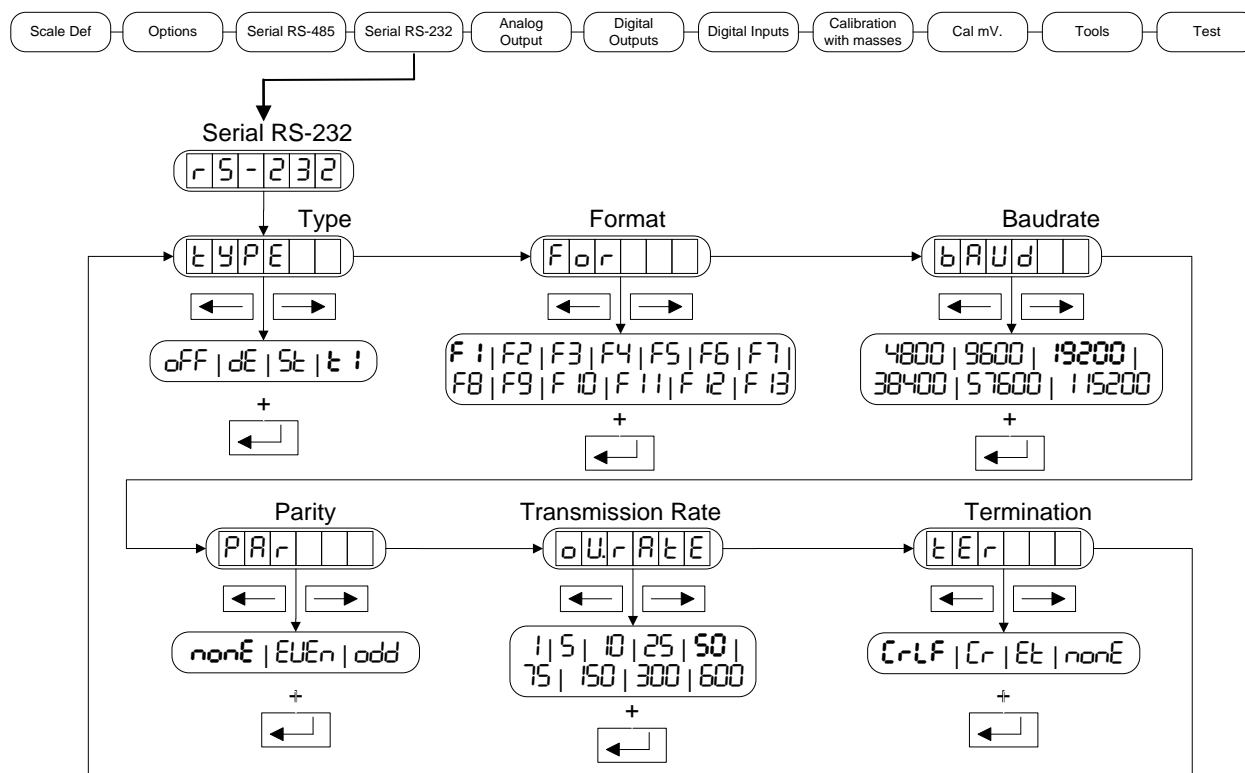 Scale Def
Options
Serial RS-485
Serial RS-232
Analog
Output
Digital
Outputs
Digital Inputs
Calibration
with masses
Cal mV.
Tools
Test
Serial RS-232
rS-232
Type
Format
Baudrate
tYPE
For
bAUd
oFF | dE | St | t1
F1 | F2 | F3 | F4 | F5 | F6 | F7 |
F8 | F9 | F10 | F11 | F12 | F13
4800 | 9600 | 19200 |
38400 | 57600 | 115200
+
+
+
Parity
Transmission Rate
Termination
PAr
oU.rAtE
tEr
nonE | EUEn | odd
1 | 5 | 10 | 25 | 50 |
75 | 150 | 300 | 600
CrLF | Cr | Et | nonE
+
+
+